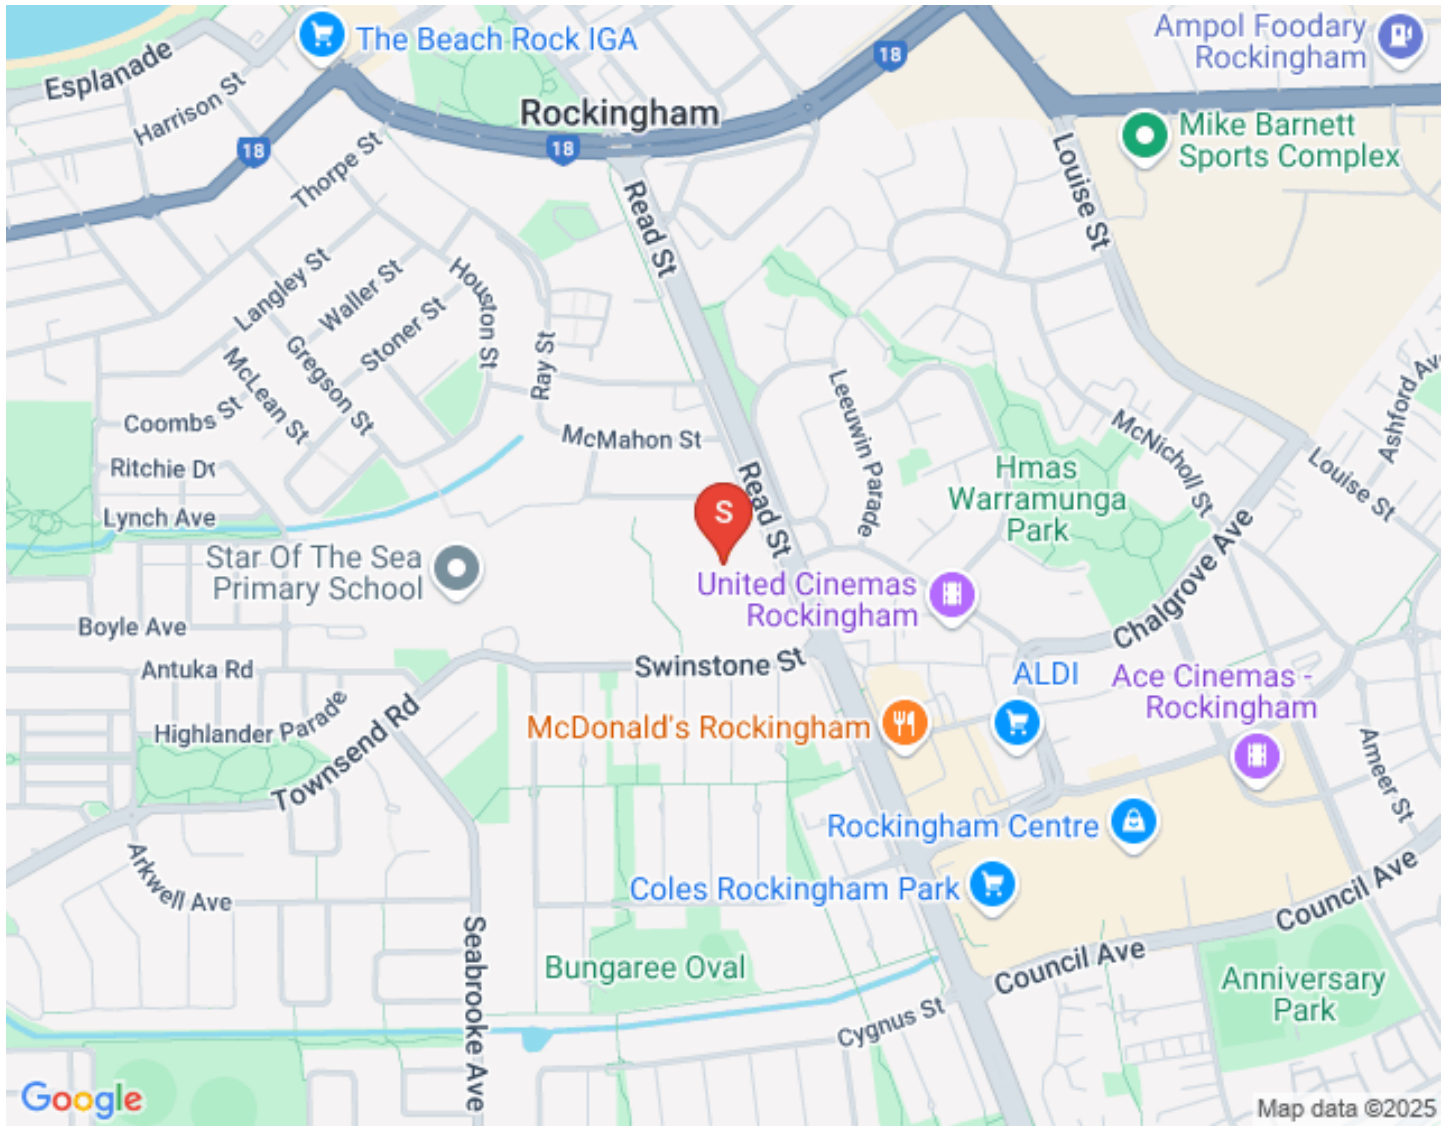 The Beach Rock IGA
Ampol Foodary
Rockingham
Esplanade
Harrison St
18
Rockingham
18
18
Mike Barnett
Sports Complex
Thorpe St
Read St
Louise St
Langley St
Waller St
Houston St
Stoner St
Ray St
Gregson St
McLean St
Leeuwin Parade
Ashford Av
Coombs St
McMahon St
McNicholl St
Ritchie Dr
Read St
Hmas
Warramunga
Park
Louise St
Lynch Ave
S
Star Of The Sea
Primary School
United Cinemas
Rockingham
Chalgrove Ave
Boyle Ave
Antuka Rd
Swinstone St
ALDI
Ace Cinemas -
Rockingham
Highlander Parade
McDonald's Rockingham
Townsend Rd
Ameer St
Rockingham Centre
Arkwell Ave
Coles Rockingham Park
Council Ave
Seabrooke Ave
Bungaree Oval
Council Ave
Anniversary
Park
Cygnus St
Google
Map data ©2025